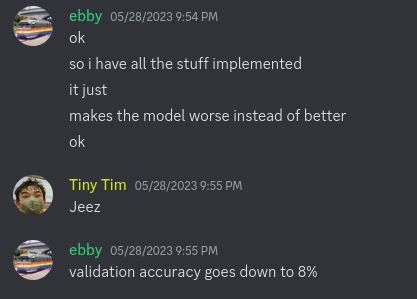 ebby 05/28/2023 9:54 PM
ok
so i have all the stuff implemented
it just
makes the model worse instead of better
ok
Tiny Tim 05/28/2023 9:55 PM
Jeez
ebby 05/28/2023 9:55 PM
validation accuracy goes down to 8%